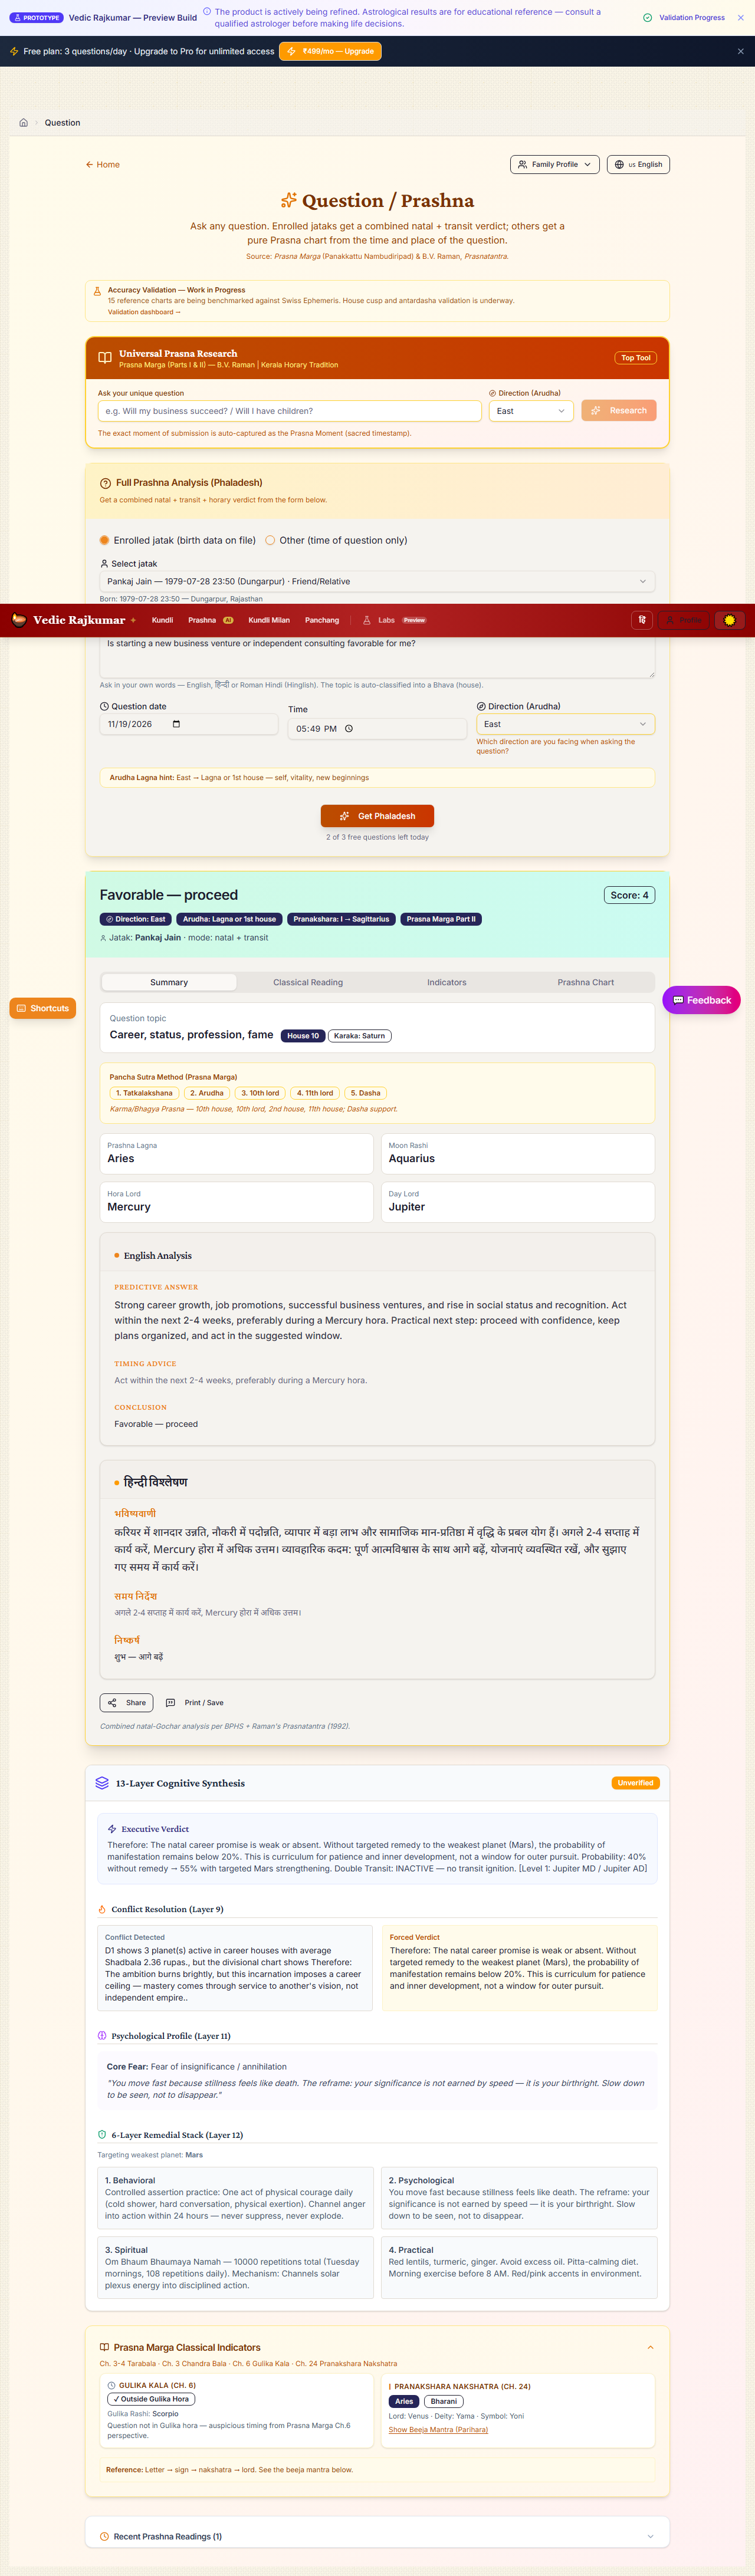 PROTOTYPE
Vedic Rajkumar — Preview Build
The product is actively being refined. Astrological results are for educational reference — consult a
qualified astrologer before making life decisions.
Validation Progress
Free plan: 3 questions/day · Upgrade to Pro for unlimited access
₹499/mo — Upgrade
Question
← Home
Family Profile
us English
Question / Prashna
Ask any question. Enrolled jataks get a combined natal + transit verdict; others get a
pure Prasna chart from the time and place of the question.
Source: Prasna Marga (Panakkattu Nambudiripad) & B.V. Raman, Prasnatantra.
Accuracy Validation — Work in Progress
15 reference charts are being benchmarked against Swiss Ephemeris. House cusp and antardasha validation is underway.
Validation dashboard →
Universal Prasna Research
Prasna Marga (Parts I & II) — B.V. Raman | Kerala Horary Tradition
Top Tool
Ask your unique question
Direction (Arudha)
e.g. Will my business succeed? / Will I have children?
East
Research
The exact moment of submission is auto-captured as the Prasna Moment (sacred timestamp).
Full Prashna Analysis (Phaladesh)
Get a combined natal + transit + horary verdict from the form below.
Enrolled jatak (birth data on file)
Other (time of question only)
Select jatak
Pankaj Jain — 1979-07-28 23:50 (Dungarpur) · Friend/Relative
Born: 1979-07-28 23:50 — Dungarpur, Rajasthan
Vedic Rajkumar
Kundli
Prashna
AI
Kundli Milan
Panchang
Labs
Preview
हिं
Profile
Is starting a new business venture or independent consulting favorable for me?
Ask in your own words — English, हिन्दी or Roman Hindi (Hinglish). The topic is auto-classified into a Bhava (house).
Question date
Time
Direction (Arudha)
11/19/2026
05:49 PM
East
Which direction are you facing when asking the
question?
Arudha Lagna hint: East → Lagna or 1st house — self, vitality, new beginnings
Get Phaladesh
2 of 3 free questions left today
Favorable — proceed
Score: 4
Direction: East
Arudha: Lagna or 1st house
Pranakshara: I → Sagittarius
Prasna Marga Part II
Jatak: Pankaj Jain · mode: natal + transit
Shortcuts
Feedback
Summary
Classical Reading
Indicators
Prashna Chart
Question topic
Career, status, profession, fame
House 10
Karaka: Saturn
Pancha Sutra Method (Prasna Marga)
1. Tatkalakshana
2. Arudha
3. 10th lord
4. 11th lord
5. Dasha
Karma/Bhagya Prasna — 10th house, 10th lord, 2nd house, 11th house; Dasha support.
Prashna Lagna
Aries
Moon Rashi
Aquarius
Hora Lord
Mercury
Day Lord
Jupiter
English Analysis
PREDICTIVE ANSWER
Strong career growth, job promotions, successful business ventures, and rise in social status and recognition. Act
within the next 2-4 weeks, preferably during a Mercury hora. Practical next step: proceed with confidence, keep
plans organized, and act in the suggested window.
TIMING ADVICE
Act within the next 2-4 weeks, preferably during a Mercury hora.
CONCLUSION
Favorable — proceed
हिन्दी विश्लेषण
भविष्यवाणी
करियर में शानदार उन्नति, नौकरी में पदोन्नति, व्यापार में बड़ा लाभ और सामाजिक मान-प्रतिष्ठा में वृद्धि के प्रबल योग हैं। अगले 2-4 सप्ताह में
कार्य करें, Mercury होरा में अधिक उत्तम। व्यावहारिक कदम: पूर्ण आत्मविश्वास के साथ आगे बढ़ें, योजनाएं व्यवस्थित रखें, और सुझाए
गए समय में कार्य करें।
समय निर्देश
अगले 2-4 सप्ताह में कार्य करें, Mercury होरा में अधिक उत्तम।
निष्कर्ष
शुभ — आगे बढ़ें
Share
Print / Save
Combined natal-Gochar analysis per BPHS + Raman's Prasnatantra (1992).
13-Layer Cognitive Synthesis
Unverified
Executive Verdict
Therefore: The natal career promise is weak or absent. Without targeted remedy to the weakest planet (Mars), the probability of
manifestation remains below 20%. This is curriculum for patience and inner development, not a window for outer pursuit. Probability: 40%
without remedy → 55% with targeted Mars strengthening. Double Transit: INACTIVE — no transit ignition. [Level 1: Jupiter MD / Jupiter AD]
Conflict Resolution (Layer 9)
Conflict Detected
D1 shows 3 planet(s) active in career houses with average
Shadbala 2.36 rupas., but the divisional chart shows Therefore:
The ambition burns brightly, but this incarnation imposes a career
ceiling — mastery comes through service to another's vision, not
independent empire..
Forced Verdict
Therefore: The natal career promise is weak or absent. Without
targeted remedy to the weakest planet (Mars), the probability of
manifestation remains below 20%. This is curriculum for patience
and inner development, not a window for outer pursuit.
Psychological Profile (Layer 11)
Core Fear: Fear of insignificance / annihilation
"You move fast because stillness feels like death. The reframe: your significance is not earned by speed — it is your birthright. Slow down
to be seen, not to disappear."
6-Layer Remedial Stack (Layer 12)
Targeting weakest planet: Mars
1. Behavioral
Controlled assertion practice: One act of physical courage daily
(cold shower, hard conversation, physical exertion). Channel anger
into action within 24 hours — never suppress, never explode.
2. Psychological
You move fast because stillness feels like death. The reframe: your
significance is not earned by speed — it is your birthright. Slow
down to be seen, not to disappear.
3. Spiritual
Om Bhaum Bhaumaya Namah — 10000 repetitions total (Tuesday
mornings, 108 repetitions daily). Mechanism: Channels solar
plexus energy into disciplined action.
4. Practical
Red lentils, turmeric, ginger. Avoid excess oil. Pitta-calming diet.
Morning exercise before 8 AM. Red/pink accents in environment.
Prasna Marga Classical Indicators
Ch. 3-4 Tarabala · Ch. 3 Chandra Bala · Ch. 6 Gulika Kala · Ch. 24 Pranakshara Nakshatra
GULIKA KALA (CH. 6)
✓ Outside Gulika Hora
Gulika Rashi: Scorpio
Question not in Gulika hora — auspicious timing from Prasna Marga Ch.6
perspective.
I PRANAKSHARA NAKSHATRA (CH. 24)
Aries
Bharani
Lord: Venus · Deity: Yama · Symbol: Yoni
Show Beeja Mantra (Parihara)
Reference: Letter → sign → nakshatra → lord. See the beeja mantra below.
Recent Prashna Readings (1)